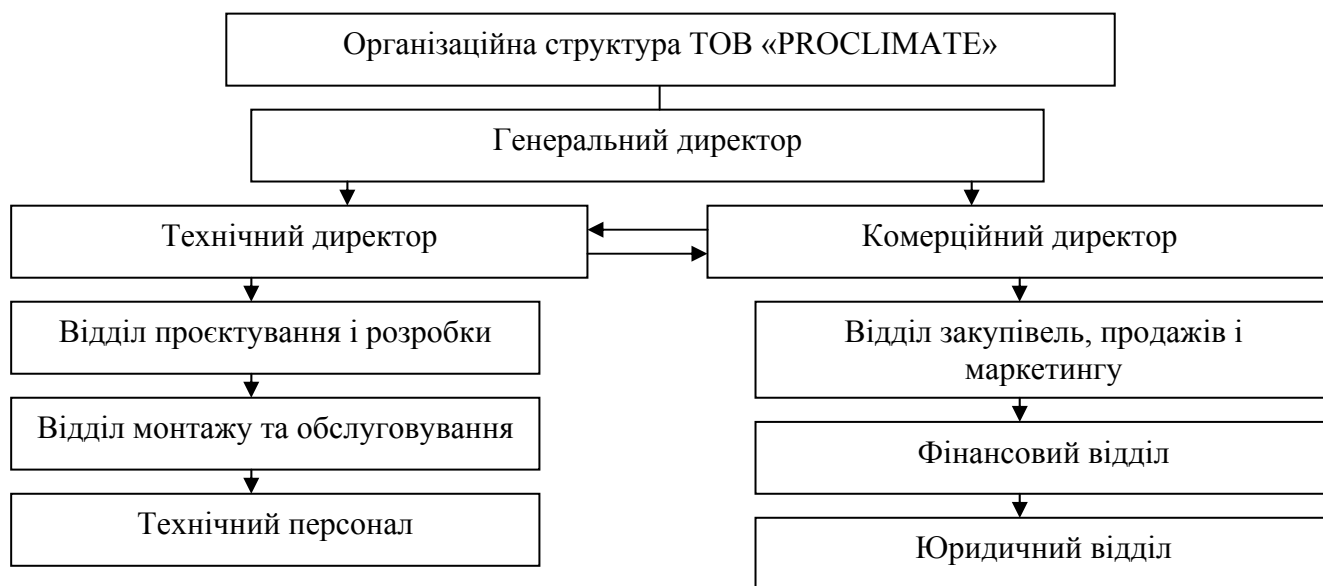 Організаційна структура ТОВ «PROCLIMATE»
Генеральний директор
Технічний директор
Комерційний директор
Відділ проєктування і розробки
Відділ закупівель, продажів і
маркетингу
Відділ монтажу та обслуговування
Фінансовий відділ
Технічний персонал
Юридичний відділ